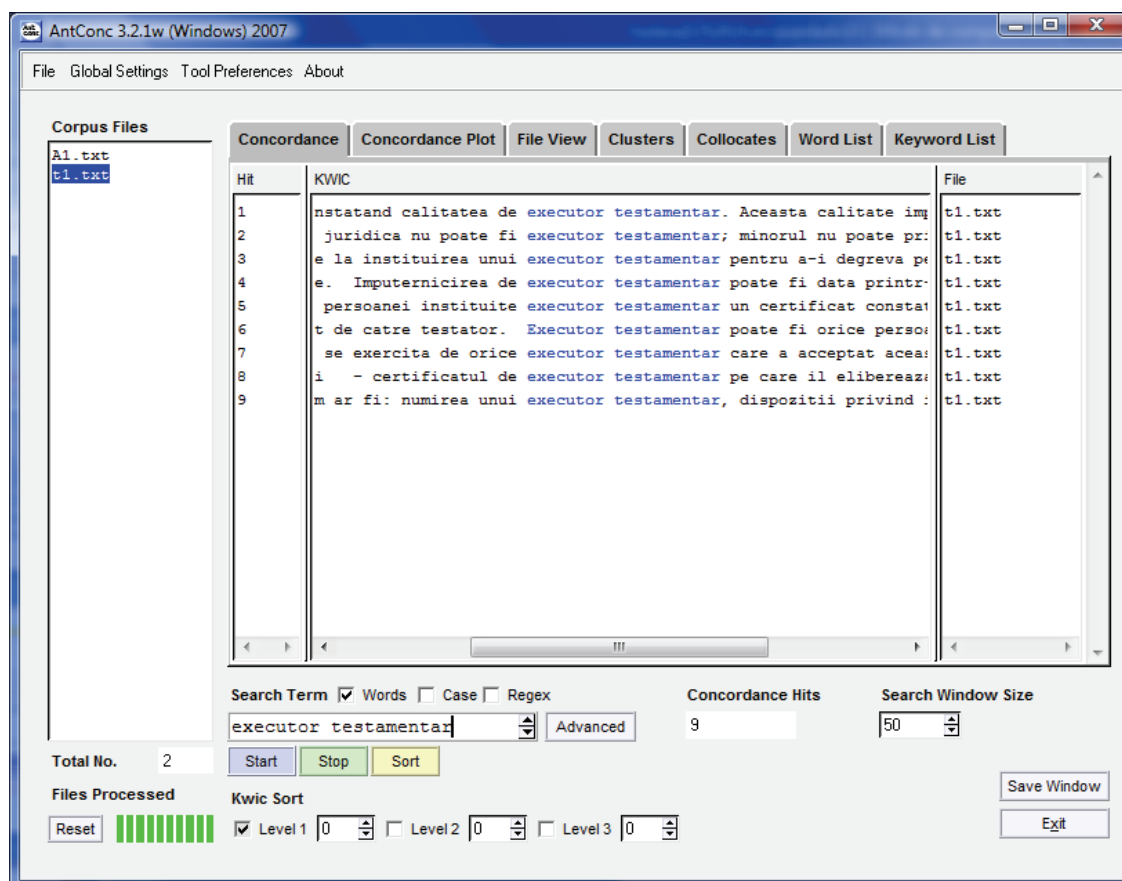 AntConc 3.2.1w (Windows) 2007
File Global Settings Tool Preferences About
Corpus Files
A1.txt
t1.txt
Concordance Concordance Plot File View Clusters Collocates Word List Keyword List
Hit KWIC File
1 nstatand calitatea de executor testamentar. Aceasta calitate imp t1.txt
2 juridica nu poate fi executor testamentar; minorul nu poate pri t1.txt
3 e la instituirea unui executor testamentar pentru a-i degreva pe t1.txt
4 e. Imputernicirea de executor testamentar poate fi data printr- t1.txt
5 persoanei instituite executor testamentar un certificat constat t1.txt
6 t de catre testator. Executor testamentar poate fi orice persoa t1.txt
7 se exercita de orice executor testamentar care a acceptat aceas t1.txt
8 i - certificatul de executor testamentar pe care il elibereaza t1.txt
9 m ar fi: numirea unui executor testamentar, dispozitii privind t1.txt
Search Term Words Case Regex Concordance Hits Search Window Size
executor testamentar Advanced 9 50
Total No. 2 Start Stop Sort
Files Processed Kwic Sort Save Window
Reset Level 1 0 Level 2 0 Level 3 0 Exit